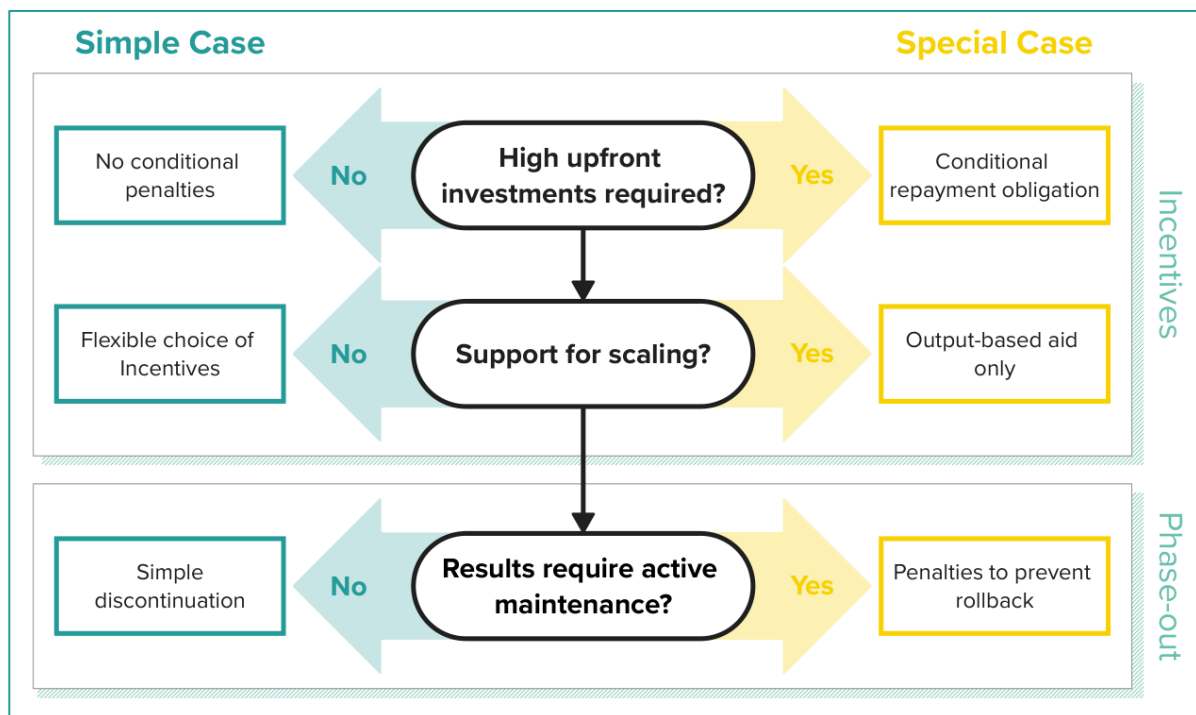 Simple Case
Special Case
No conditional
penalties
No
High upfront
investments required?
Yes
Conditional
repayment obligation
Flexible choice of
Incentives
No
Support for scaling?
Yes
Output-based aid
only
Incentives
Simple
discontinuation
No
Results require active
maintenance?
Yes
Penalties to prevent
rollback
Phase-out